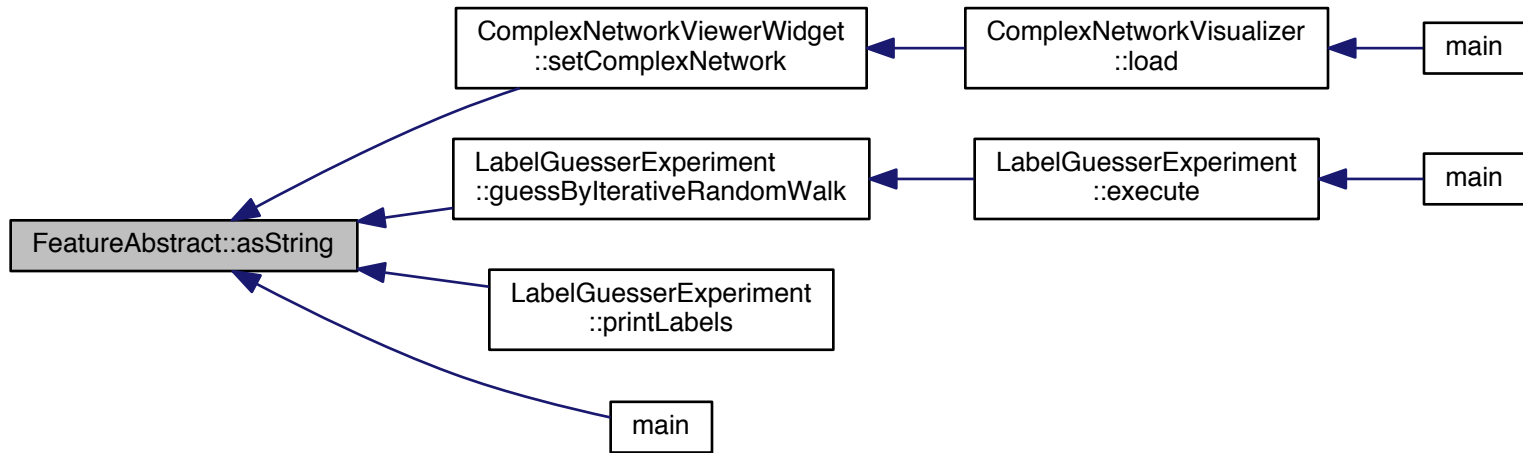 ComplexNetworkViewerWidget
::setComplexNetwork
ComplexNetworkVisualizer
::load
main
LabelGuesserExperiment
::guessByIterativeRandomWalk
LabelGuesserExperiment
::execute
main
FeatureAbstract::asString
LabelGuesserExperiment
::printLabels
main